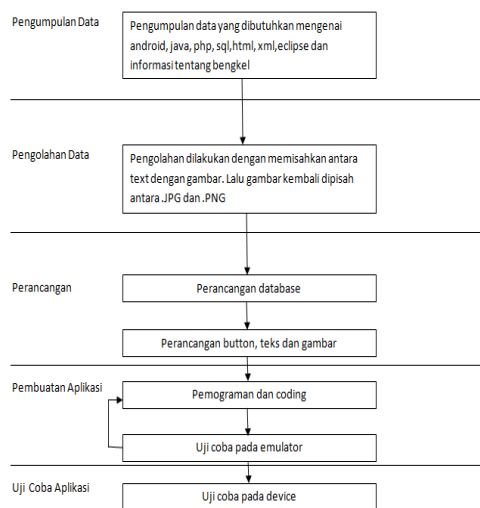 Pengumpulan Data
Pengumpulan data yang dibutuhkan mengenai
android, java, php, sql,html, xml,eclipse dan
informasi tentang bengkel
Pengolahan Data
Pengolahan dilakukan dengan memisahkan antara
text dengan gambar. Lalu gambar kembali dipisah
antara .JPG dan .PNG
Perancangan
Perancangan database
Perancangan button, teks dan gambar
Pembuatan Aplikasi
Pemograman dan coding
Uji coba pada emulator
Uji Coba Aplikasi
Uji coba pada device